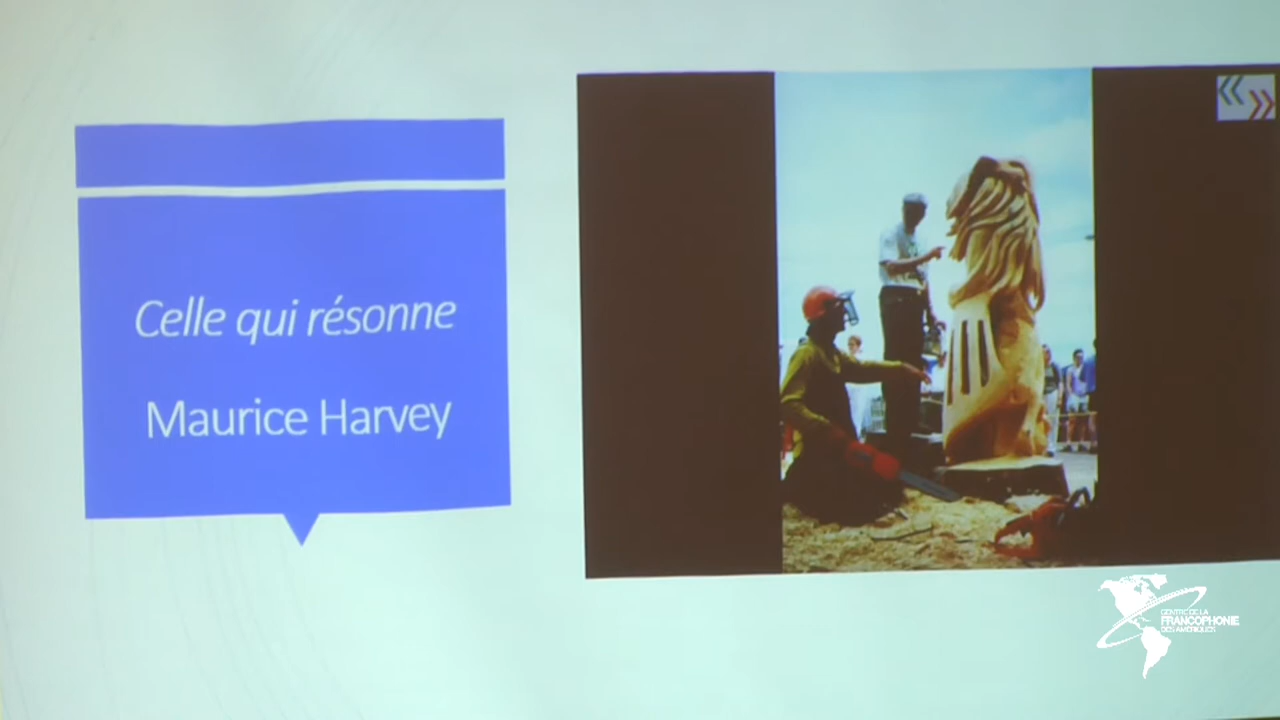 Celle qui résonne
Maurice Harvey
CENTRE DE LA
FRANCOPHONIE
DES AMÉRIQUES